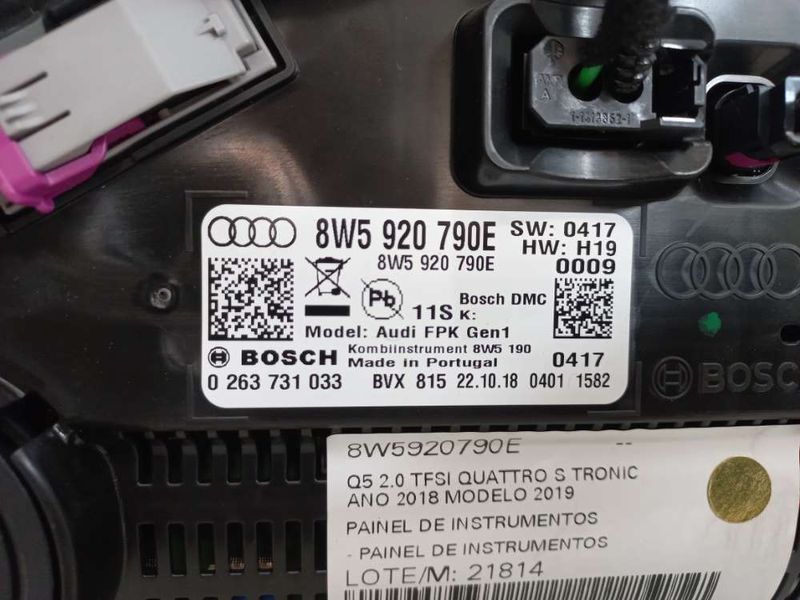 8W5 920 790E SW: 0417
HW: H19
8W5 920 790E 0009
Pb
Bosch DMC
11S K:
Model: Audi FPK Gen1
BOSCH Kombiinstrument 8W5 190
Made in Portugal 0417
0 263 731 033 BVX 815 22.10.18 0401 1582
BOSCH
8W5920790E --
Q5 2.0 TFSI QUATTRO S TRONIC
ANO 2018 MODELO 2019
PAINEL DE INSTRUMENTOS
- PAINEL DE INSTRUMENTOS
LOTE/M: 21814